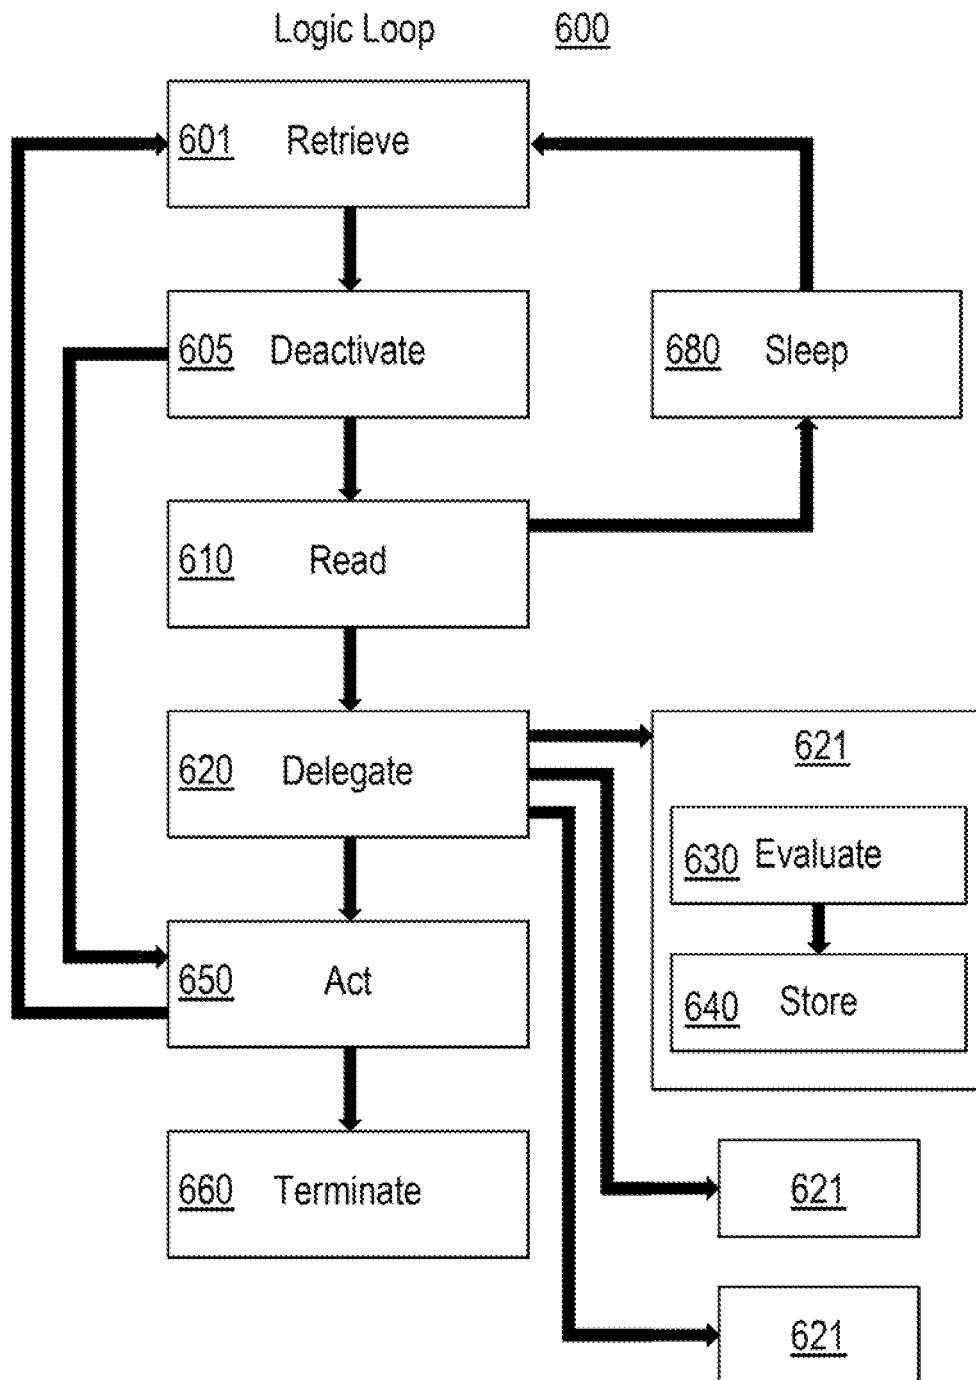 Logic Loop 600
601 Retrieve
605 Deactivate
680 Sleep
610 Read
620 Delegate
621
630 Evaluate
640 Store
650 Act
660 Terminate
621
621